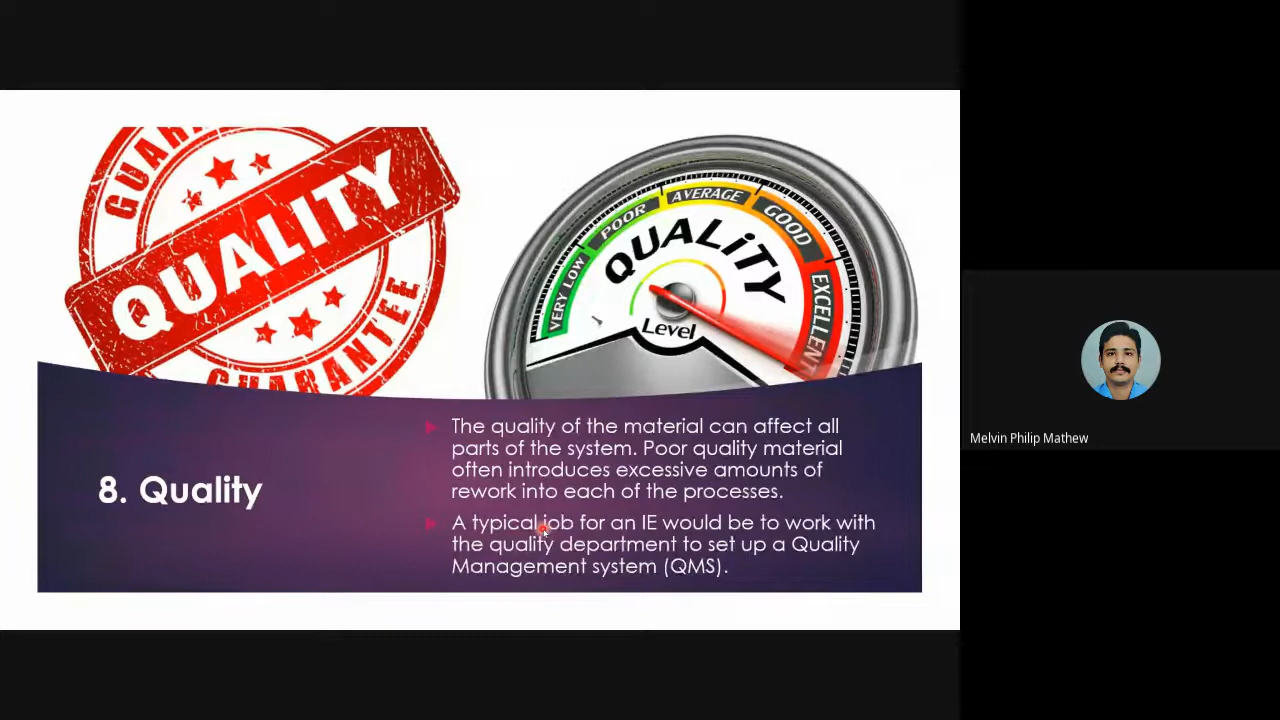 GUARANTEE
QUALITY
GUARANTEE
VERY LOW
POOR
AVERAGE
GOOD
EXCELLENT
QUALiTY
Level
8. Quality
The quality of the material can affect all
parts of the system. Poor quality material
often introduces excessive amounts of
rework into each of the processes.
A typical job for an IE would be to work with
the quality department to set up a Quality
Management system (QMS).
Melvin Philip Mathew